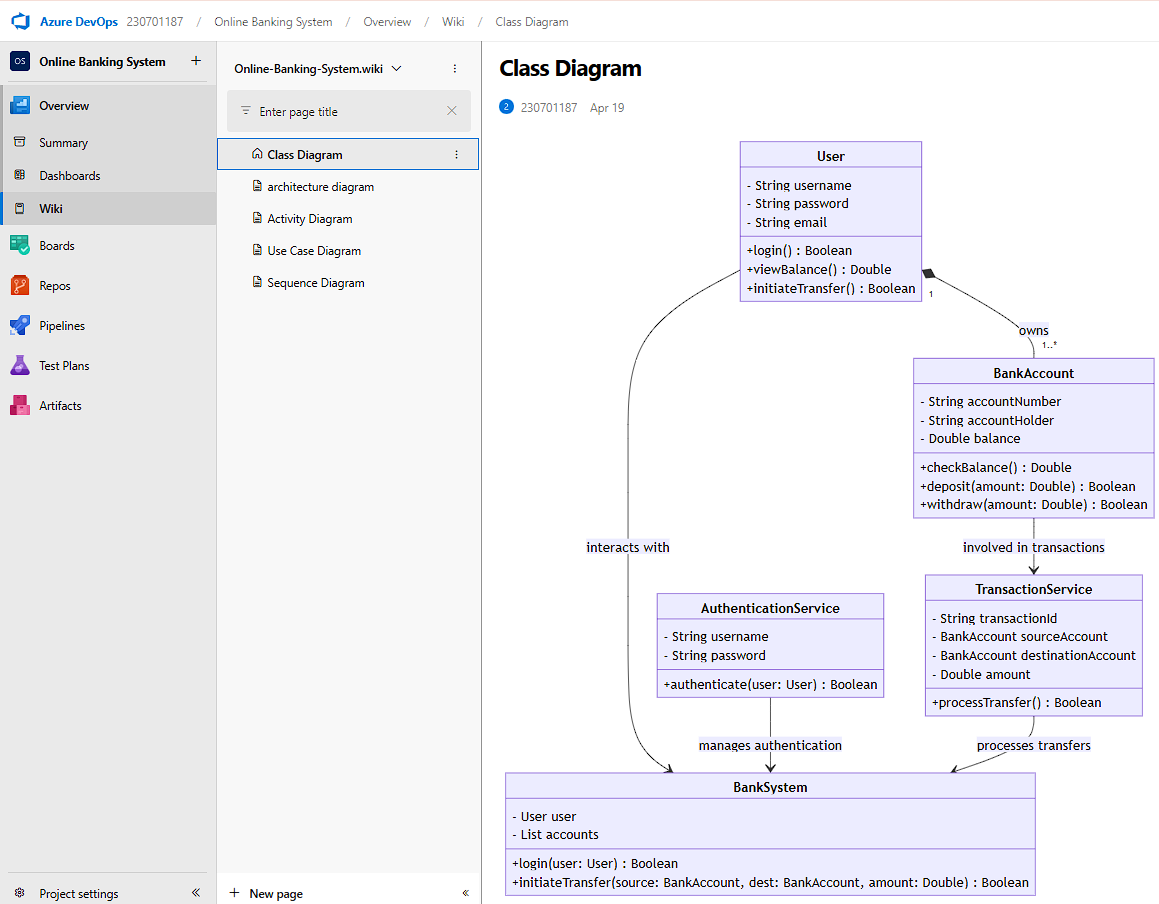 Azure DevOps 230701187 / Online Banking System / Overview / Wiki / Class Diagram
OS Online Banking System +
Overview
Summary
Dashboards
Wiki
Boards
Repos
Pipelines
Test Plans
Artifacts
Project settings
Online-Banking-System.wiki
Enter page title
Class Diagram
architecture diagram
Activity Diagram
Use Case Diagram
Sequence Diagram
+ New page
Class Diagram
2 230701187 Apr 19
User
- String username
- String password
- String email
+login() : Boolean
+viewBalance() : Double
+initiateTransfer() : Boolean
1
owns
1..*
BankAccount
- String accountNumber
- String accountHolder
- Double balance
+checkBalance() : Double
+deposit(amount: Double) : Boolean
+withdraw(amount: Double) : Boolean
interacts with
involved in transactions
AuthenticationService
- String username
- String password
+authenticate(user: User) : Boolean
TransactionService
- String transactionId
- BankAccount sourceAccount
- BankAccount destinationAccount
- Double amount
+processTransfer() : Boolean
manages authentication
processes transfers
BankSystem
- User user
- List accounts
+login(user: User) : Boolean
+initiateTransfer(source: BankAccount, dest: BankAccount, amount: Double) : Boolean